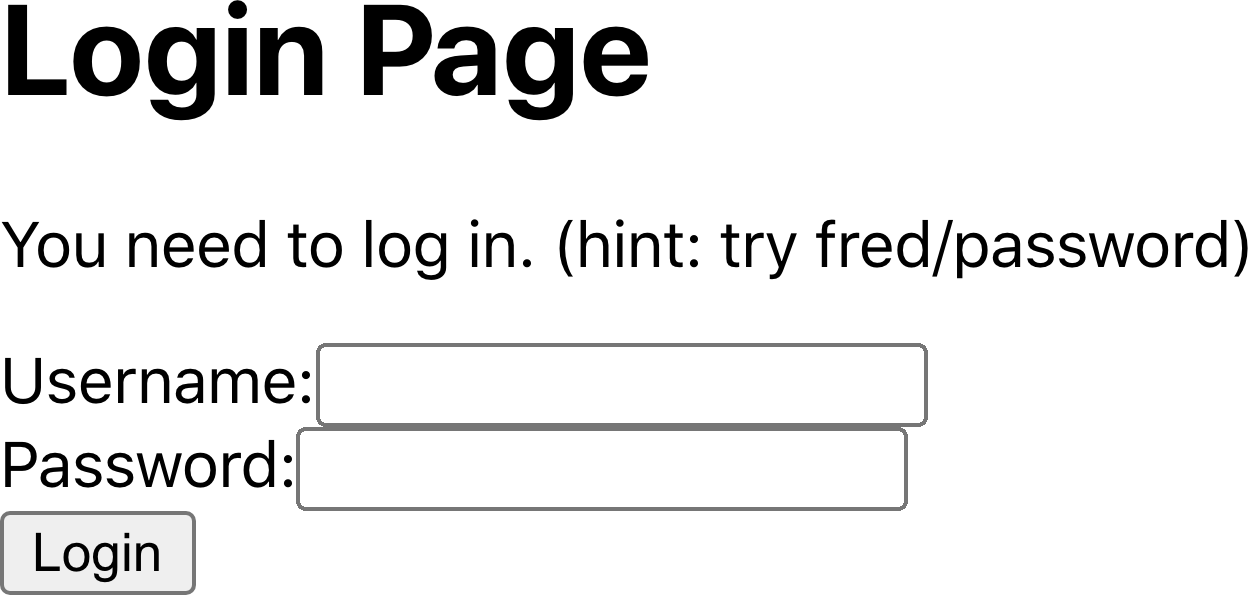 Login Page
You need to log in. (hint: try fred/password)
Username:
Password:
Login